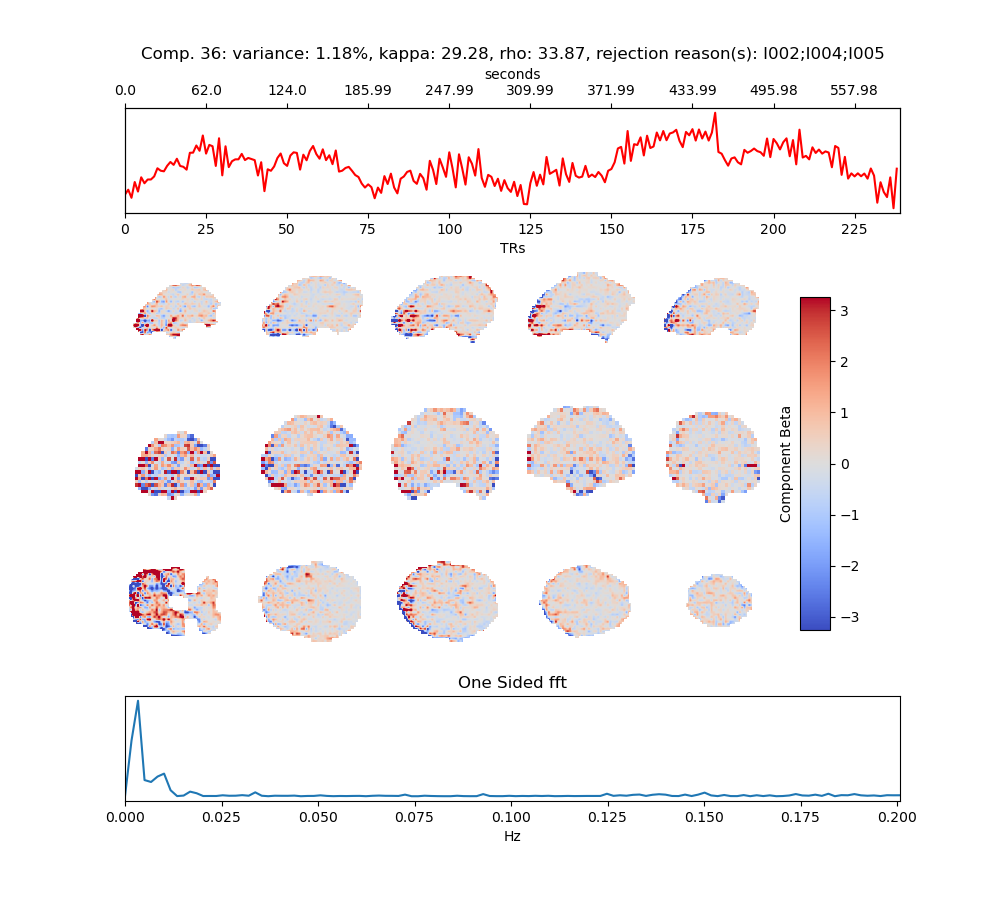 Comp. 36: variance: 1.18%, kappa: 29.28, rho: 33.87, rejection reason(s): I002;I004;I005
seconds
0.0 62.0 124.0 185.99 247.99 309.99 371.99 433.99 495.98 557.98
0 25 50 75 100 125 150 175 200 225
TRs
3
2
1
0
−1
−2
−3
Component Beta
One Sided fft
0.000 0.025 0.050 0.075 0.100 0.125 0.150 0.175 0.200
Hz